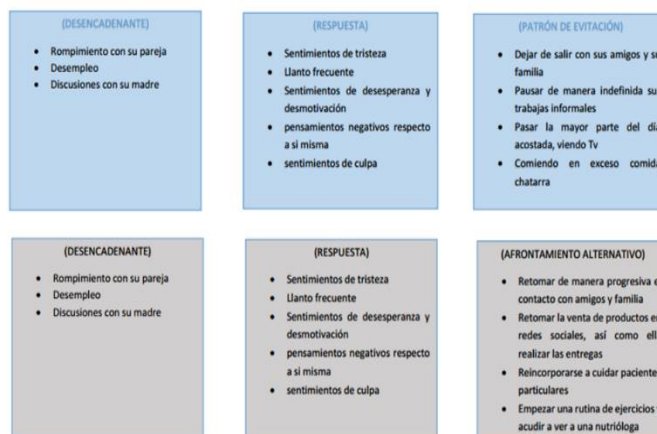 (DESENCADENANTE)
• Rompimiento con su pareja
• Desempleo
• Discusiones con su madre
(RESPUESTA)
• Sentimientos de tristeza
• Llanto frecuente
• Sentimientos de desesperanza y
desmotivación
• pensamientos negativos respecto
a si misma
• sentimientos de culpa
(PATRÓN DE EVITACIÓN)
• Dejar de salir con sus amigos y su
familia
• Pausar de manera indefinida su
trabajas informales
• Pasar la mayor parte del día
acostada, viendo Tv
• Comiendo en exceso comida
chatarra
(DESENCADENANTE)
• Rompimiento con su pareja
• Desempleo
• Discusiones con su madre
(RESPUESTA)
• Sentimientos de tristeza
• Llanto frecuente
• Sentimientos de desesperanza y
desmotivación
• pensamientos negativos respecto
a si misma
• sentimientos de culpa
(AFRONTAMIENTO ALTERNATIVO)
• Retomar de manera progresiva e
contacto con amigos y familia
• Retomar la venta de productos en
redes sociales, así como ell
realizar las entregas
• Reincorporarse a cuidar paciente
particulares
• Empezar una rutina de ejercicios y
acudir a ver a una nutrióloga